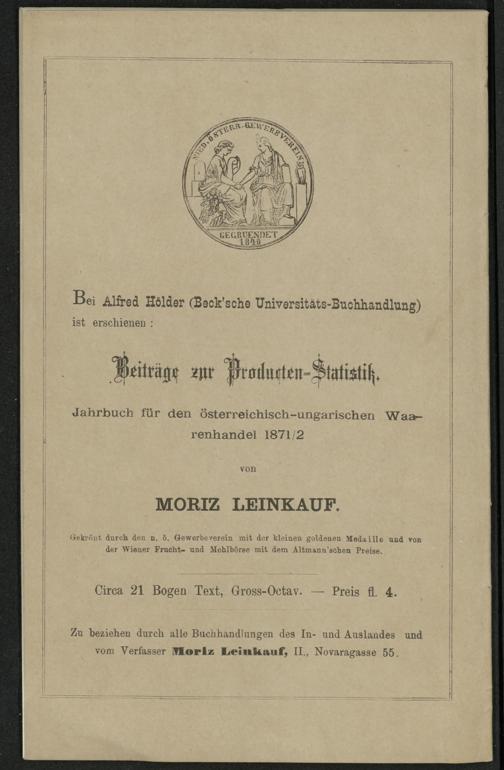 NIED. ÖSTERR. GEWERBVEREIN
GEGRUENDET
1840
Bei Alfred Hölder (Beck'sche Universitäts-Buchhandlung)
ist erschienen:
Beiträge zur Producten-Statistik.
Jahrbuch für den österreichisch-ungarischen Waa-
renhandel 1871/2
von
MORIZ LEINKAUF.
Gekrönt durch den n. ö. Gewerbeverein mit der kleinen goldenen Medaille und von
der Wiener Frucht- und Mehlbörse mit dem Altmann'schen Preise.
Circa 21 Bogen Text, Gross-Octav. — Preis fl. 4.
Zu beziehen durch alle Buchhandlungen des In- und Auslandes und
vom Verfasser Moriz Leinkauf, II., Novaragasse 55.